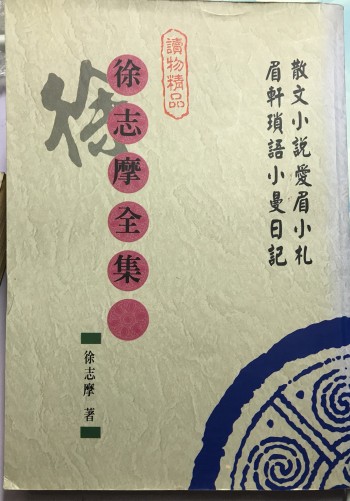 散文小說愛眉小札
眉軒瑣語小曼日記
讀物精品
徐
徐志摩全集
徐志摩 著